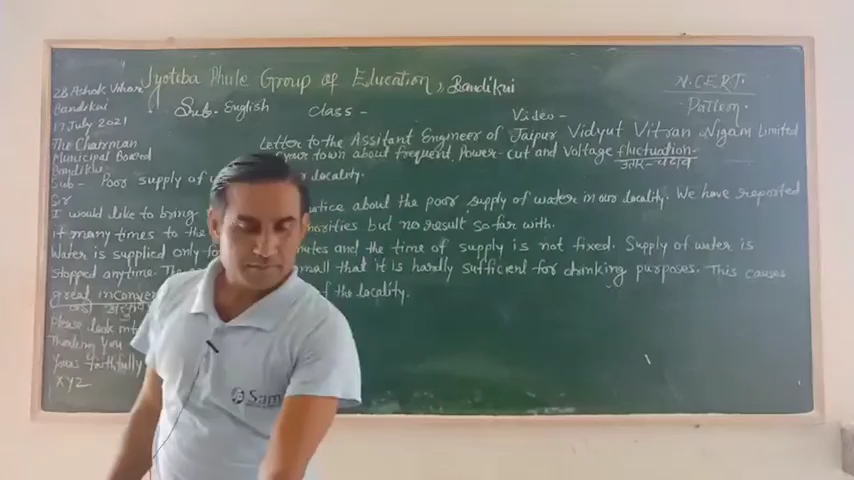 Jyoteba Phule Group of Education, Bandikui
N.C.E.R.T.
Pattern
Sub- English Class - Video -
28 Ashok Vihar
Bandikui
17 July 2021
The Chairman
Municipal Board
Bandikui
Letter to the Assitant Engineer of Jaipur Vidyut Vitran Nigam Limited
your town about frequent Power-cut and Voltage fluctuation.
उतार-चढ़ाव
Sub- Poor supply of locality.
Sir
I would like to bring about the poor supply of water in our locality. We have reported
it many times to the but no result so far with.
Water is supplied only and the time of supply is not fixed. Supply of water is
stopped anytime. that it is hardly sufficient for drinking purposes. This causes
great of the locality.
Please look
Thanking you
Yours faithfully
XYZ
Sam